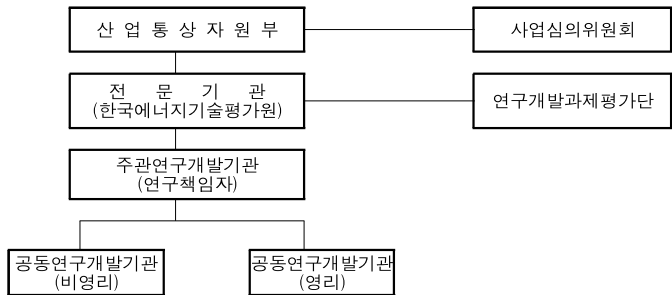 산 업 통 상 자 원 부
사업심의위원회
전 문 기 관
(한국에너지기술평가원)
연구개발과제평가단
주관연구개발기관
(연구책임자)
공동연구개발기관
(비영리)
공동연구개발기관
(영리)